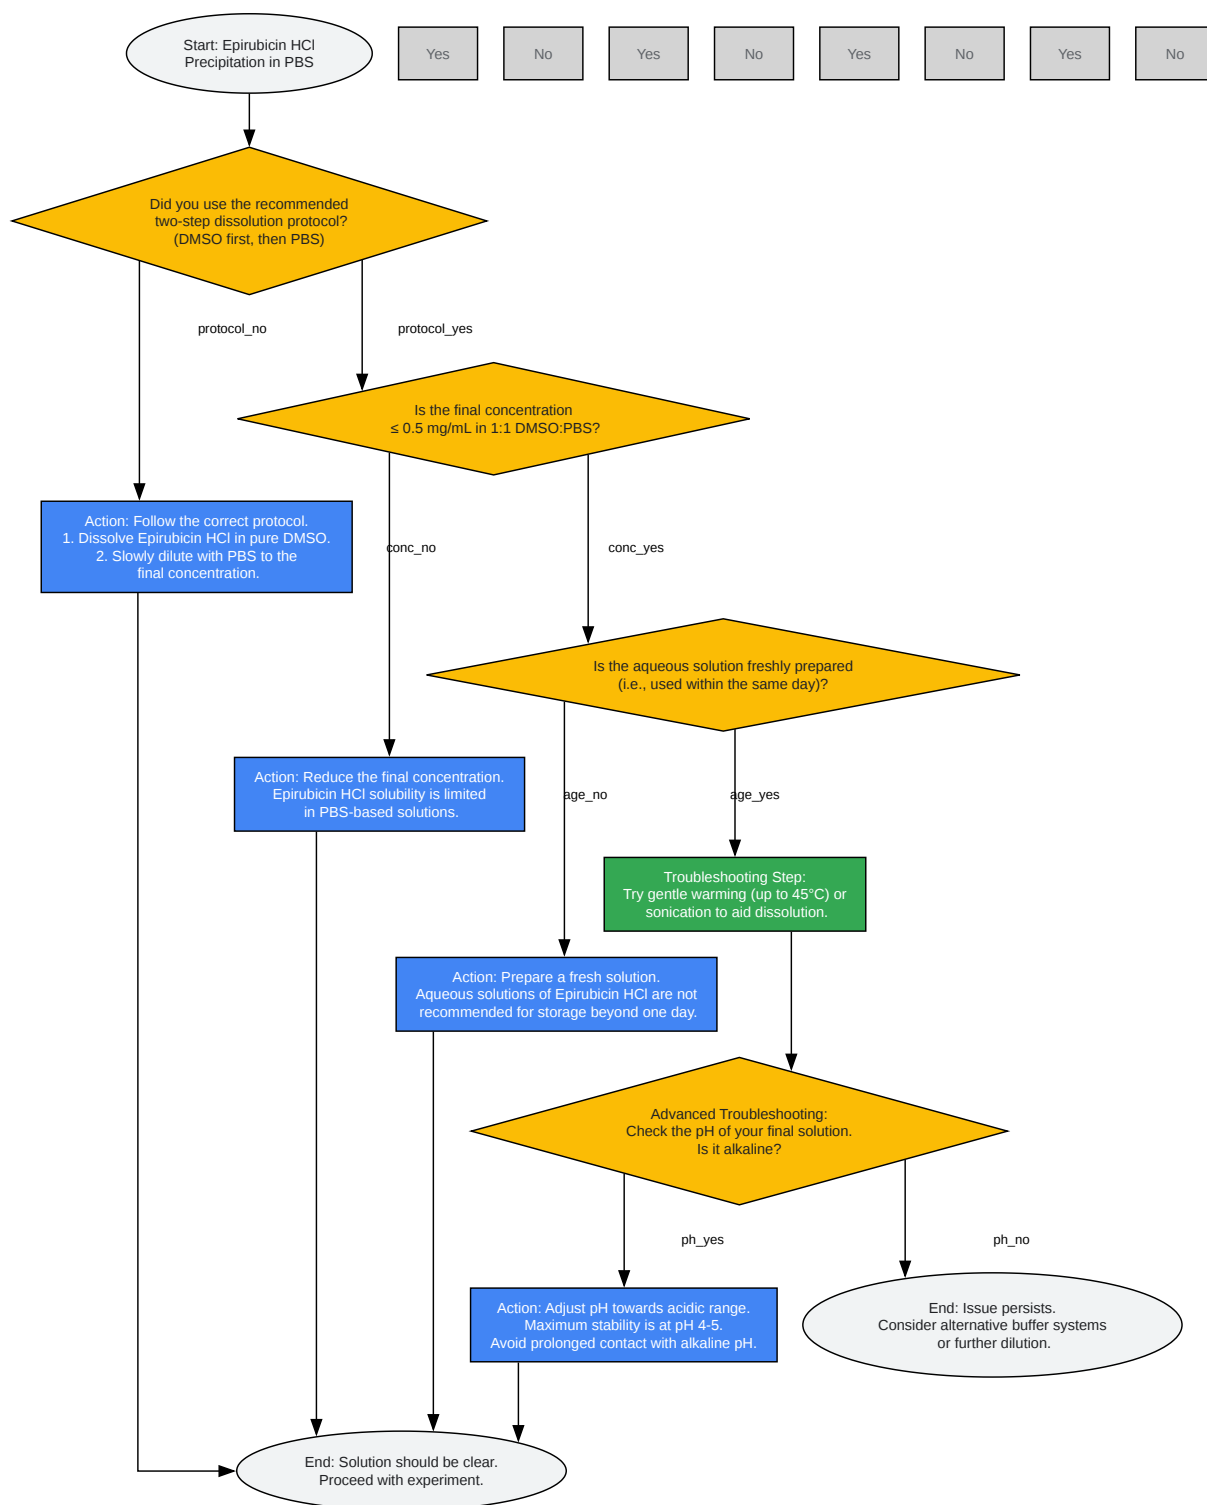 Start: Epirubicin HCl
Precipitation in PBS
Yes
No
Yes
No
Yes
No
Yes
No
Did you use the recommended
two-step dissolution protocol?
(DMSO first, then PBS)
protocol_no
protocol_yes
Is the final concentration
≤ 0.5 mg/mL in 1:1 DMSO:PBS?
Action: Follow the correct protocol.
1. Dissolve Epirubicin HCl in pure DMSO.
2. Slowly dilute with PBS to the
final concentration.
conc_no
conc_yes
Is the aqueous solution freshly prepared
(i.e., used within the same day)?
Action: Reduce the final concentration.
Epirubicin HCl solubility is limited
in PBS-based solutions.
age_no
age_yes
Troubleshooting Step:
Try gentle warming (up to 45°C) or
sonication to aid dissolution.
Action: Prepare a fresh solution.
Aqueous solutions of Epirubicin HCl are not
recommended for storage beyond one day.
Advanced Troubleshooting:
Check the pH of your final solution.
Is it alkaline?
ph_yes
ph_no
Action: Adjust pH towards acidic range.
Maximum stability is at pH 4-5.
Avoid prolonged contact with alkaline pH.
End: Issue persists.
Consider alternative buffer systems
or further dilution.
End: Solution should be clear.
Proceed with experiment.